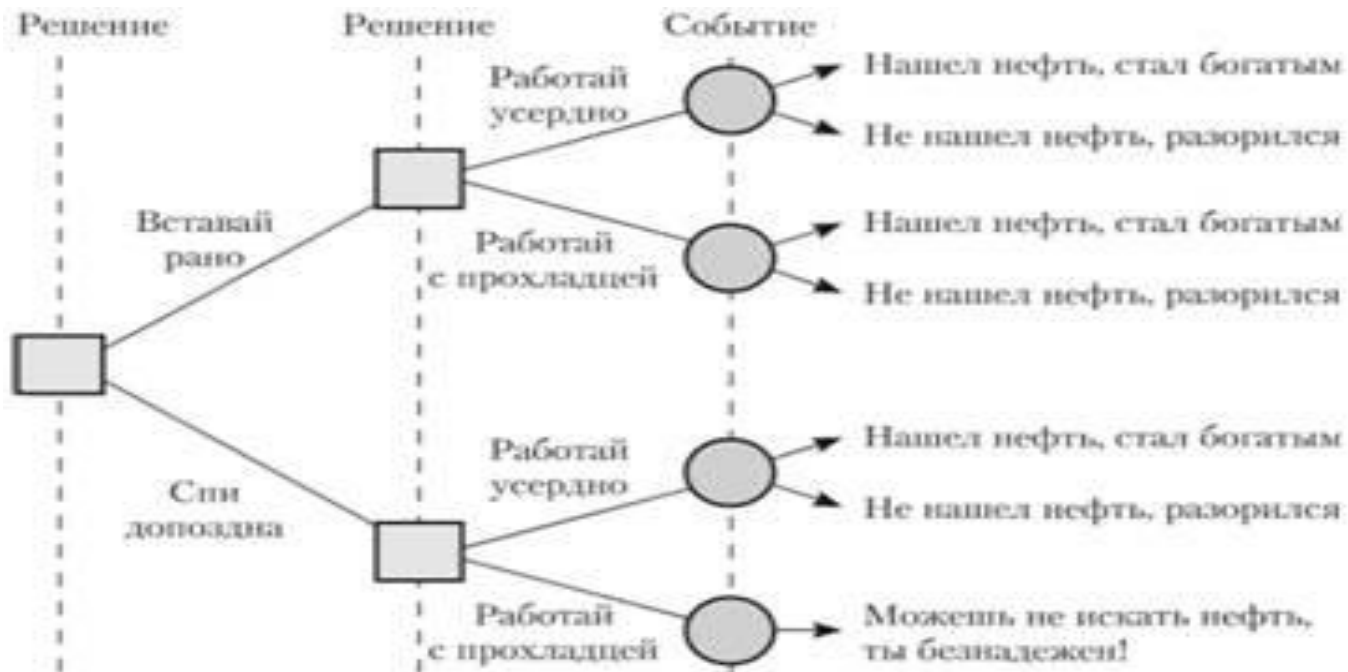 Решение
Решение
Событие
Работай
усердно
Нашел нефть, стал богатым
Не нашел нефть, разорился
Вставай
рано
Работай
с прохладцей
Нашел нефть, стал богатым
Не нашел нефть, разорился
Спи
допоздна
Работай
усердно
Нашел нефть, стал богатым
Не нашел нефть, разорился
Работай
с прохладцей
Можешь не искать нефть,
ты безнадежен!